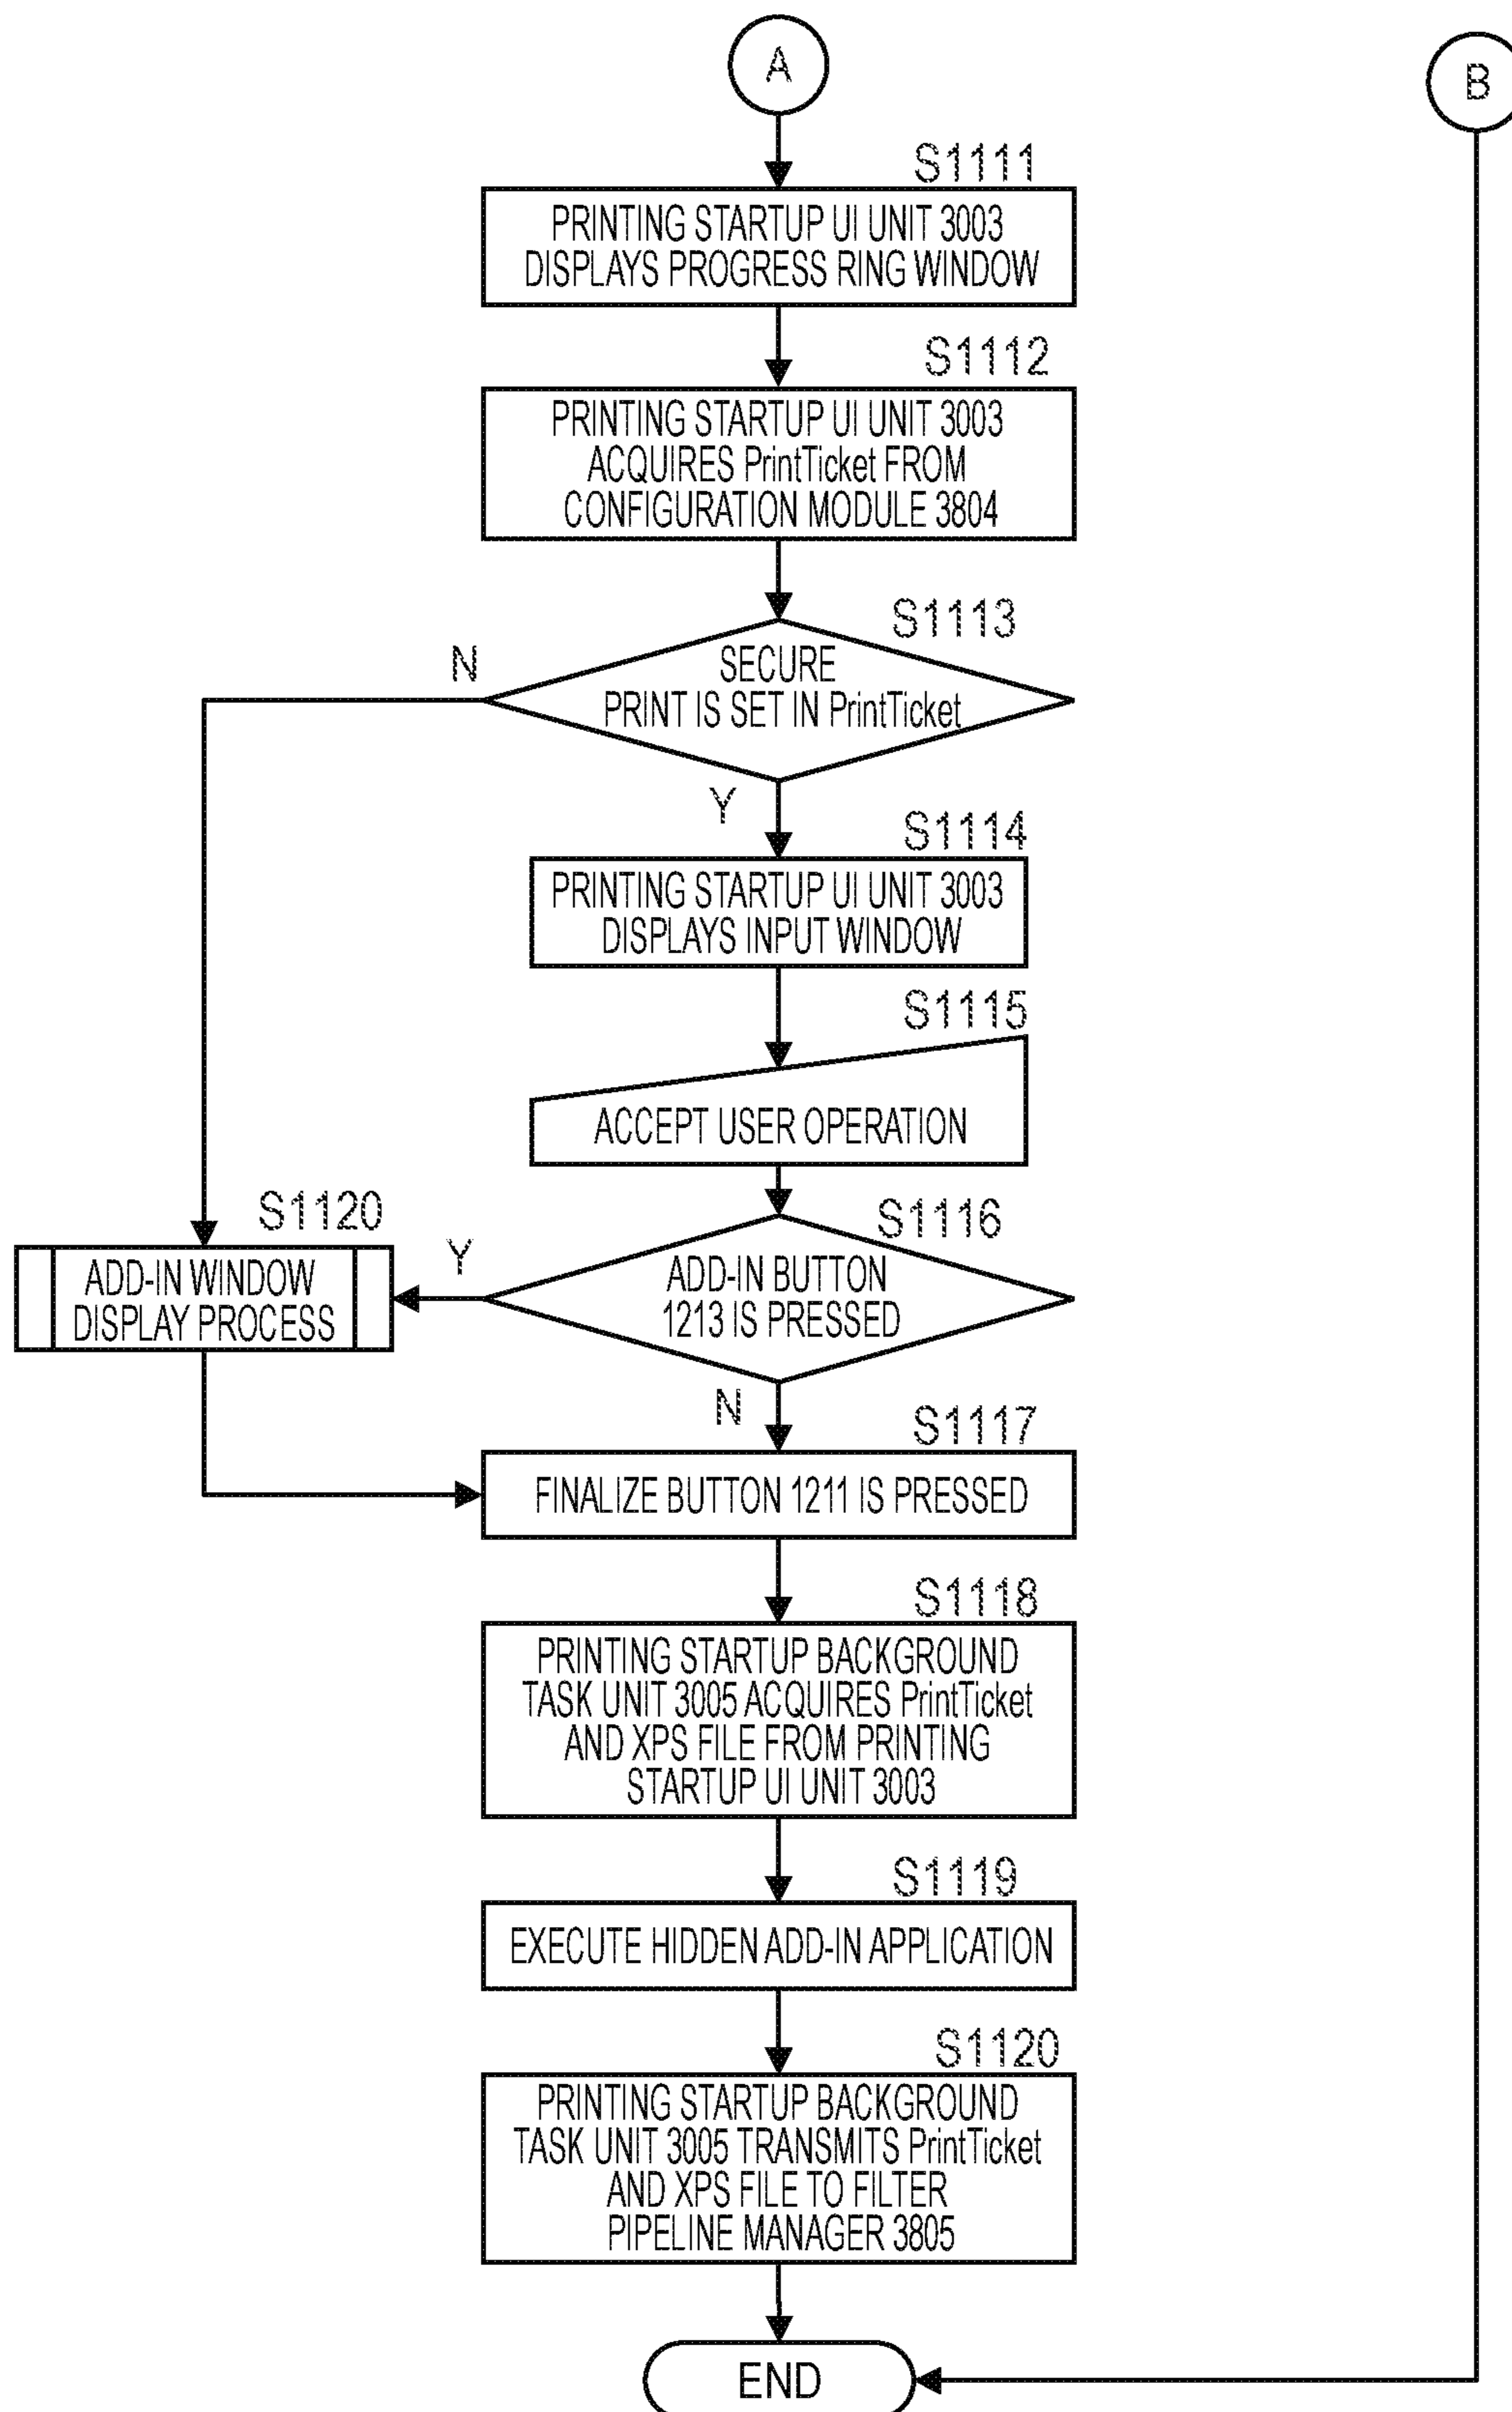 A
B
S1111
PRINTING STARTUP UI UNIT 3003
DISPLAYS PROGRESS RING WINDOW
S1112
PRINTING STARTUP UI UNIT 3003
ACQUIRES PrintTicket FROM
CONFIGURATION MODULE 3804
S1113
N
SECURE
PRINT IS SET IN PrintTicket
Y
S1114
PRINTING STARTUP UI UNIT 3003
DISPLAYS INPUT WINDOW
S1115
ACCEPT USER OPERATION
S1120
ADD-IN WINDOW
DISPLAY PROCESS
Y
S1116
ADD-IN BUTTON
1213 IS PRESSED
N
S1117
FINALIZE BUTTON 1211 IS PRESSED
S1118
PRINTING STARTUP BACKGROUND
TASK UNIT 3005 ACQUIRES PrintTicket
AND XPS FILE FROM PRINTING
STARTUP UI UNIT 3003
S1119
EXECUTE HIDDEN ADD-IN APPLICATION
S1120
PRINTING STARTUP BACKGROUND
TASK UNIT 3005 TRANSMITS PrintTicket
AND XPS FILE TO FILTER
PIPELINE MANAGER 3805
END